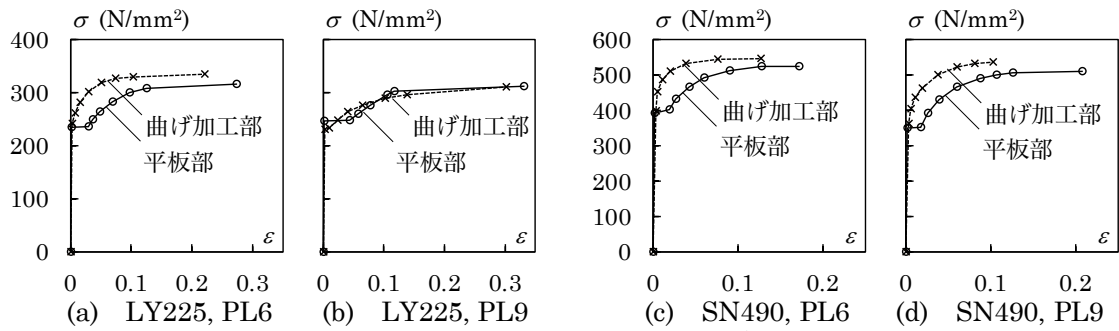 σ (N/mm²)
400
300
200
100
0
0 0.1 0.2 0.3
ε
曲げ加工部
平板部
(a) LY225, PL6
σ (N/mm²)
0 0.1 0.2 0.3
ε
曲げ加工部
平板部
(b) LY225, PL9
σ (N/mm²)
600
500
400
300
200
100
0
0 0.1 0.2
ε
曲げ加工部
平板部
(c) SN490, PL6
σ (N/mm²)
0 0.1 0.2
ε
曲げ加工部
平板部
(d) SN490, PL9